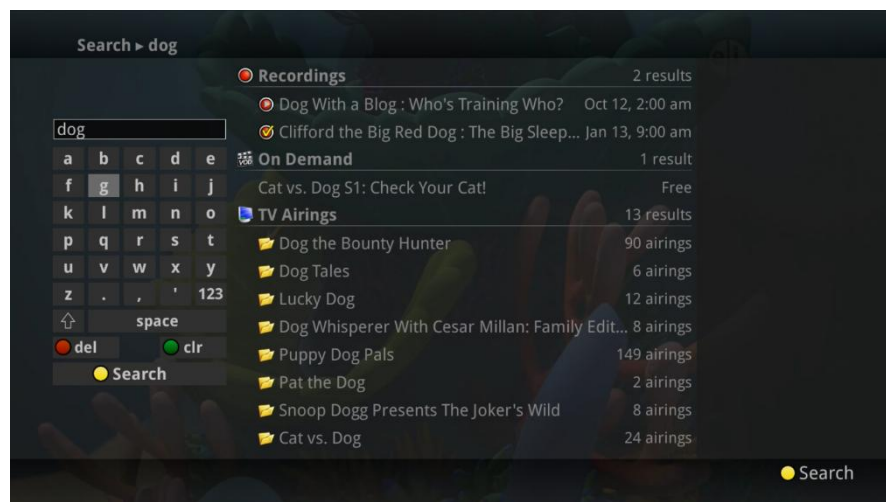 Search ▸ dog
dog
a b c d e
f g h i j
k l m n o
p q r s t
u v w x y
z . , ' 123
space
del clr
Search
Recordings 2 results
Dog With a Blog : Who's Training Who? Oct 12, 2:00 am
Clifford the Big Red Dog : The Big Sleep... Jan 13, 9:00 am
VOD On Demand 1 result
Cat vs. Dog S1: Check Your Cat! Free
TV Airings 13 results
Dog the Bounty Hunter 90 airings
Dog Tales 6 airings
Lucky Dog 12 airings
Dog Whisperer With Cesar Millan: Family Edit... 8 airings
Puppy Dog Pals 149 airings
Pat the Dog 2 airings
Snoop Dogg Presents The Joker's Wild 8 airings
Cat vs. Dog 24 airings
Search